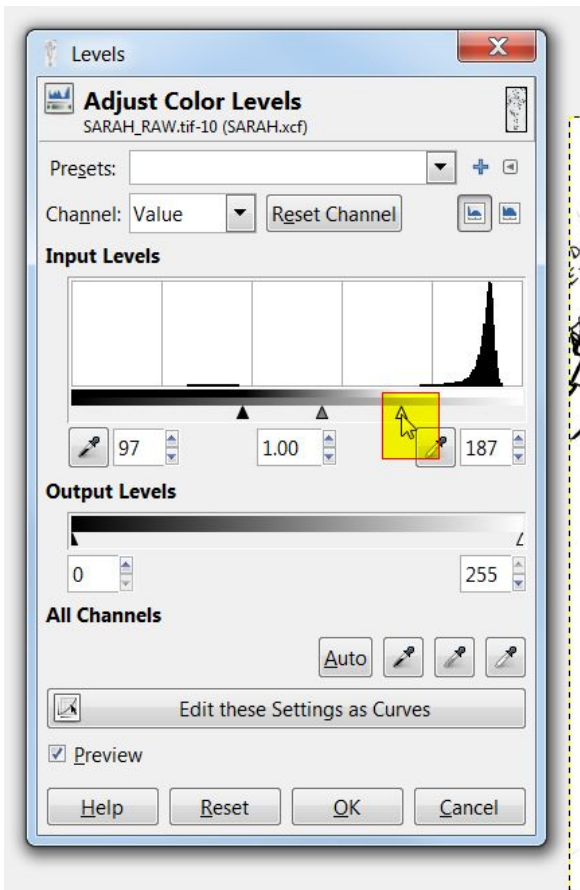 Levels
X
Adjust Color Levels
SARAH_RAW.tif-10 (SARAH.xcf)
Presets:
Channel: Value Reset Channel
Input Levels
97 1.00 187
Output Levels
0 255
All Channels
Auto
Edit these Settings as Curves
Preview
Help Reset OK Cancel